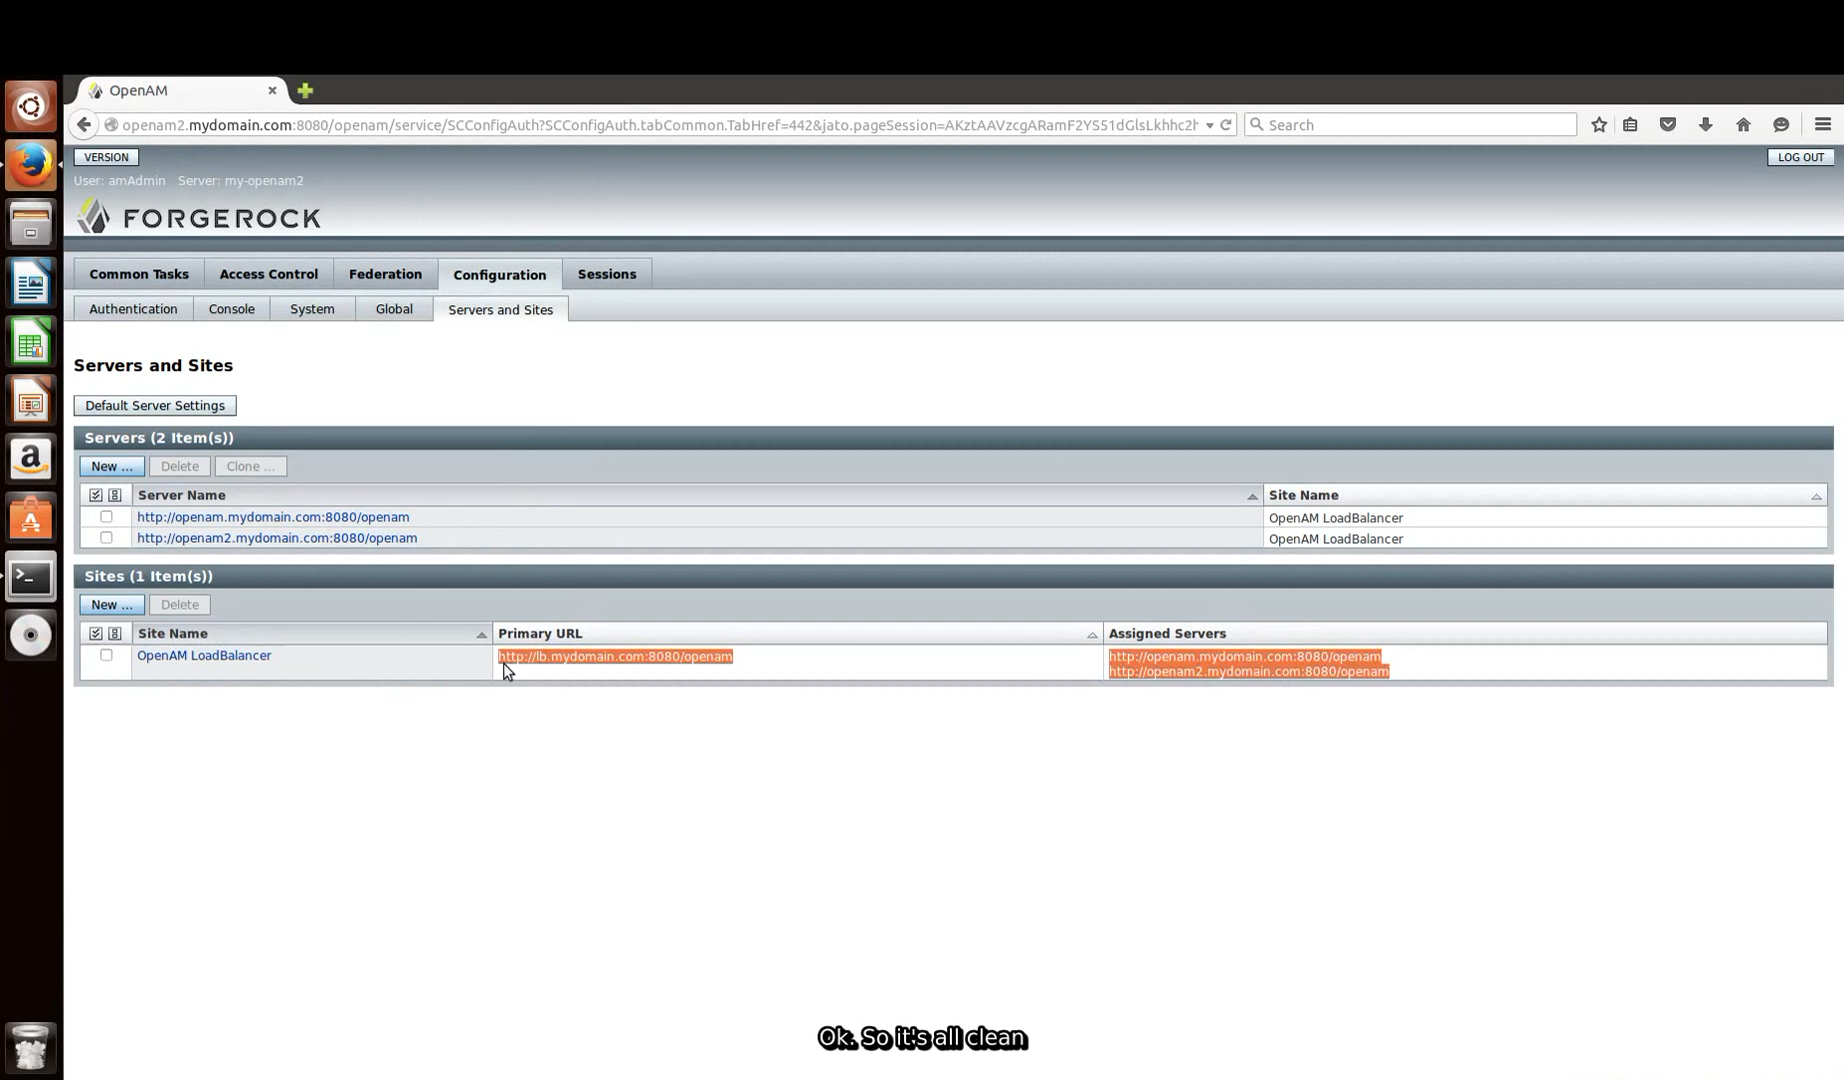 OpenAM
openam2.mydomain.com:8080/openam/service/SCConfigAuth?SCConfigAuth.tabCommon.TabHref=442&jato.pageSession=AKztAAVzcgARamF2YS51dGlsLkhhc2h
Search
VERSION
LOG OUT
User: amAdmin Server: my-openam2
FORGEROCK
Common Tasks Access Control Federation Configuration Sessions
Authentication Console System Global Servers and Sites
Servers and Sites
Default Server Settings
Servers (2 Item(s))
New ... Delete Clone ...
Server Name Site Name
http://openam.mydomain.com:8080/openam OpenAM LoadBalancer
http://openam2.mydomain.com:8080/openam OpenAM LoadBalancer
Sites (1 Item(s))
New ... Delete
Site Name Primary URL Assigned Servers
OpenAM LoadBalancer http://lb.mydomain.com:8080/openam http://openam.mydomain.com:8080/openam
http://openam2.mydomain.com:8080/openam
Ok. So it's all clean